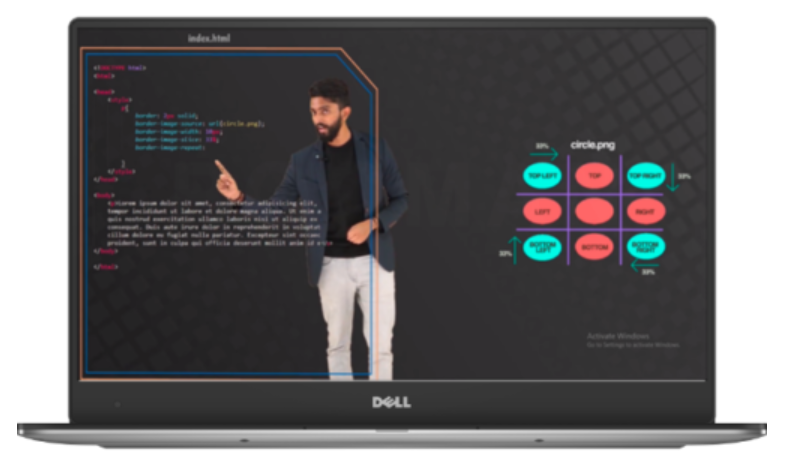 index.html
<!DOCTYPE html>
<html>
<head>
<style>
p{
border: 1px solid;
border-image-source: url(circle.png);
border-image-width: 50px;
border-image-slice: 33%;
border-image-repeat:
}
</style>
</head>
<body>
<p>lorem ipsum dolor sit amet, consectetur adipisicing elit,
tempor incididunt ut labore et dolore magna aliqua. Ut enim a
quis nostrud exercitation ullamco laboris nisi ut aliquip ex
consequat. Duis aute irure dolor in reprehenderit in voluptat
cillum dolore eu fugiat nulla pariatur. Excepteur sint occaec
proident, sunt in culpa qui officia deserunt mollit anim id
</body>
</html>
circle.png
33%
TOP LEFT TOP TOP RIGHT 33%
LEFT RIGHT
BOTTOM LEFT BOTTOM BOTTOM RIGHT
33%
33%
Activate Windows
Go to Settings to activate Windows.
DELL